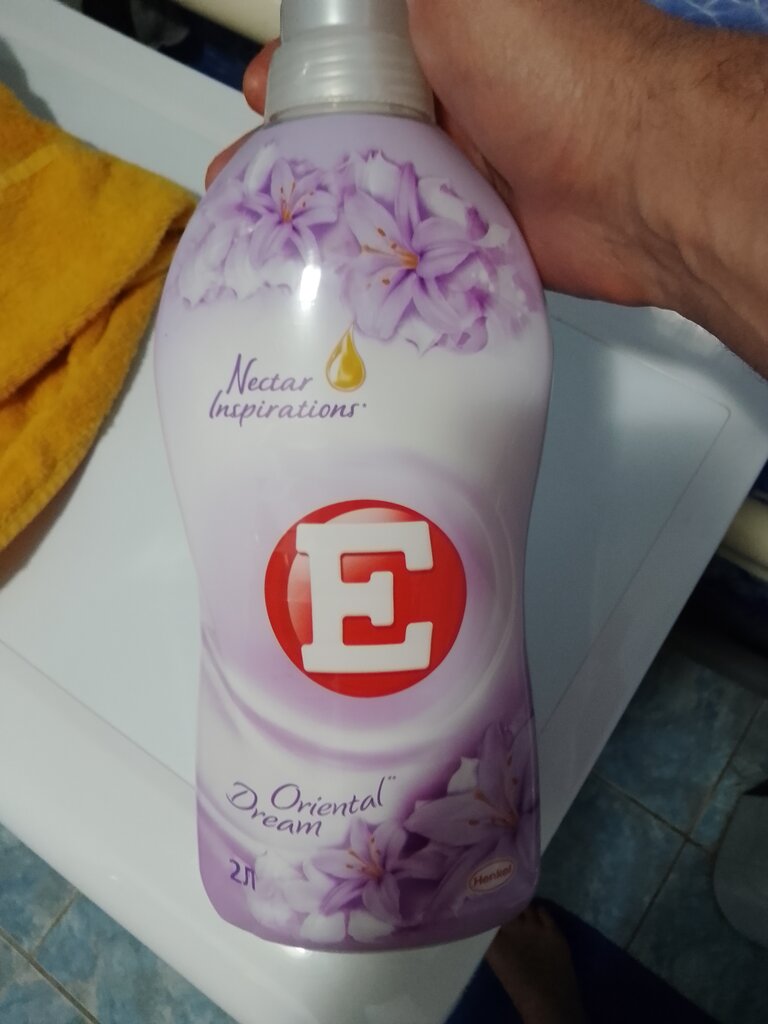 Nectar
Inspirations
E
Oriental
Dream
2Л
Henkel